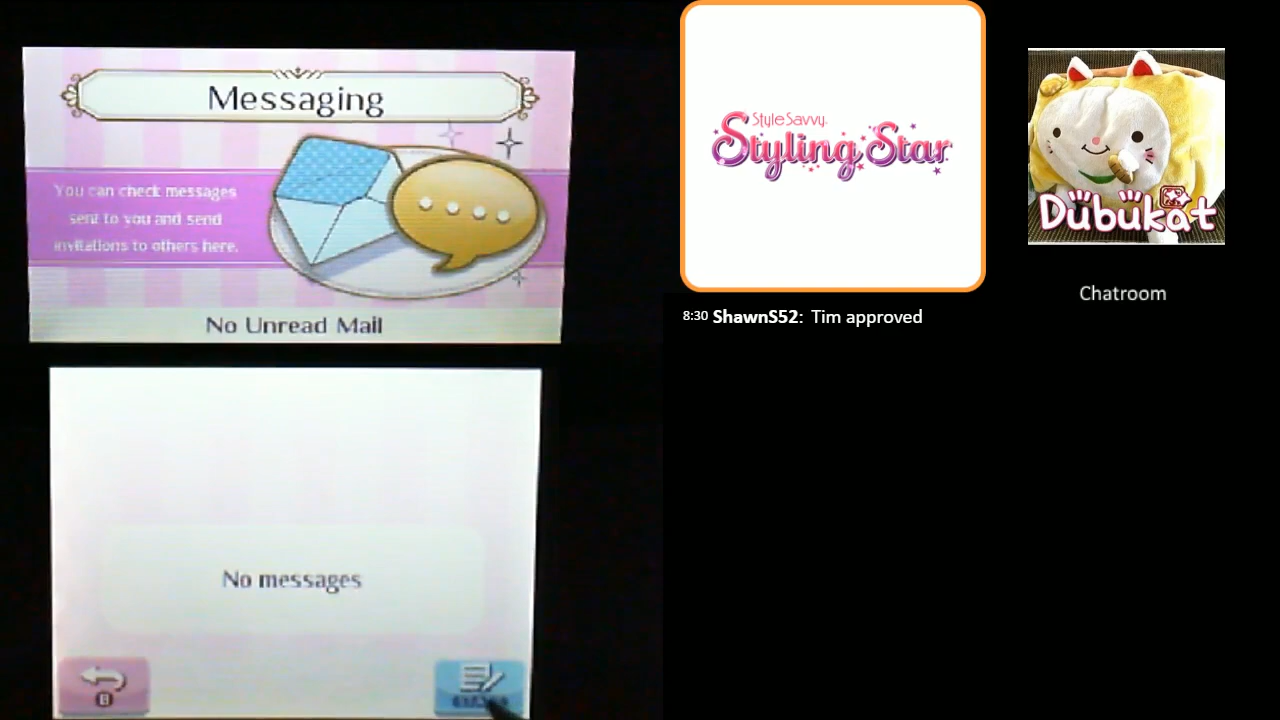 Messaging
You can check messages
sent to you and send
invitations to others here.
No Unread Mail
No messages
B
Style Savvy
Styling Star
Dubukat
Chatroom
8:30 ShawnS52: Tim approved